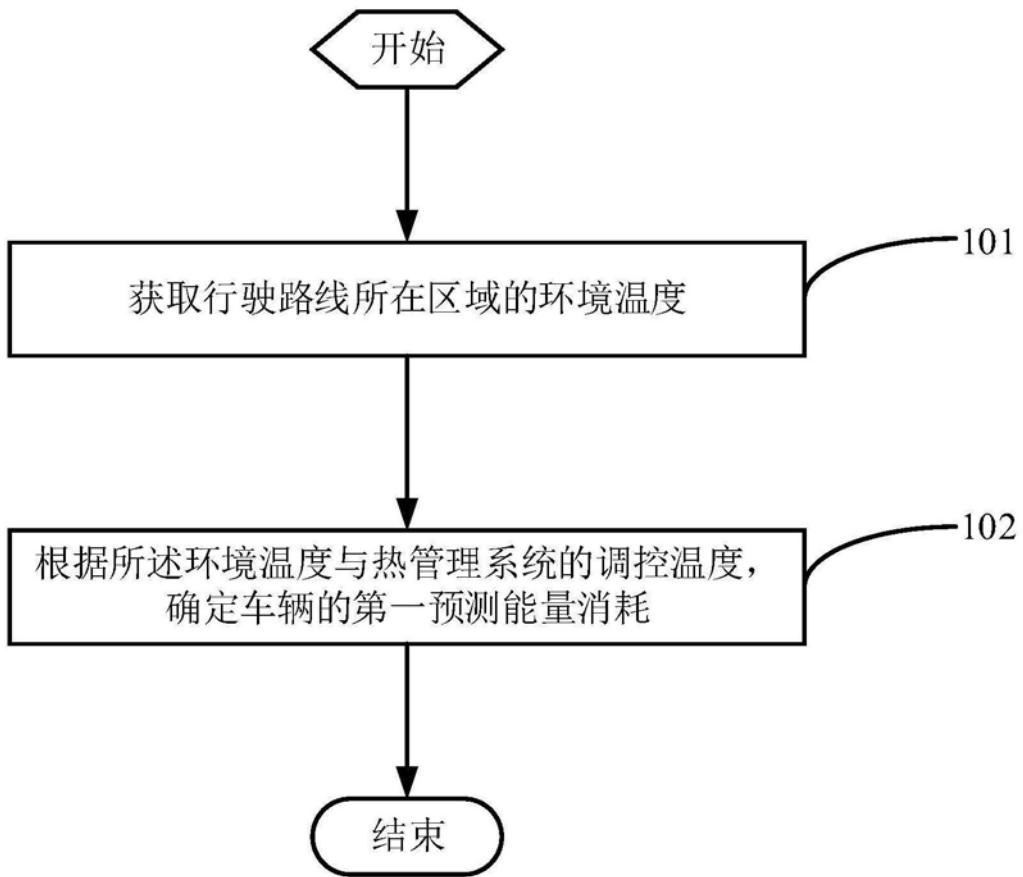 开始
获取行驶路线所在区域的环境温度
101
根据所述环境温度与热管理系统的调控温度，
确定车辆的第一预测能量消耗
102
结束